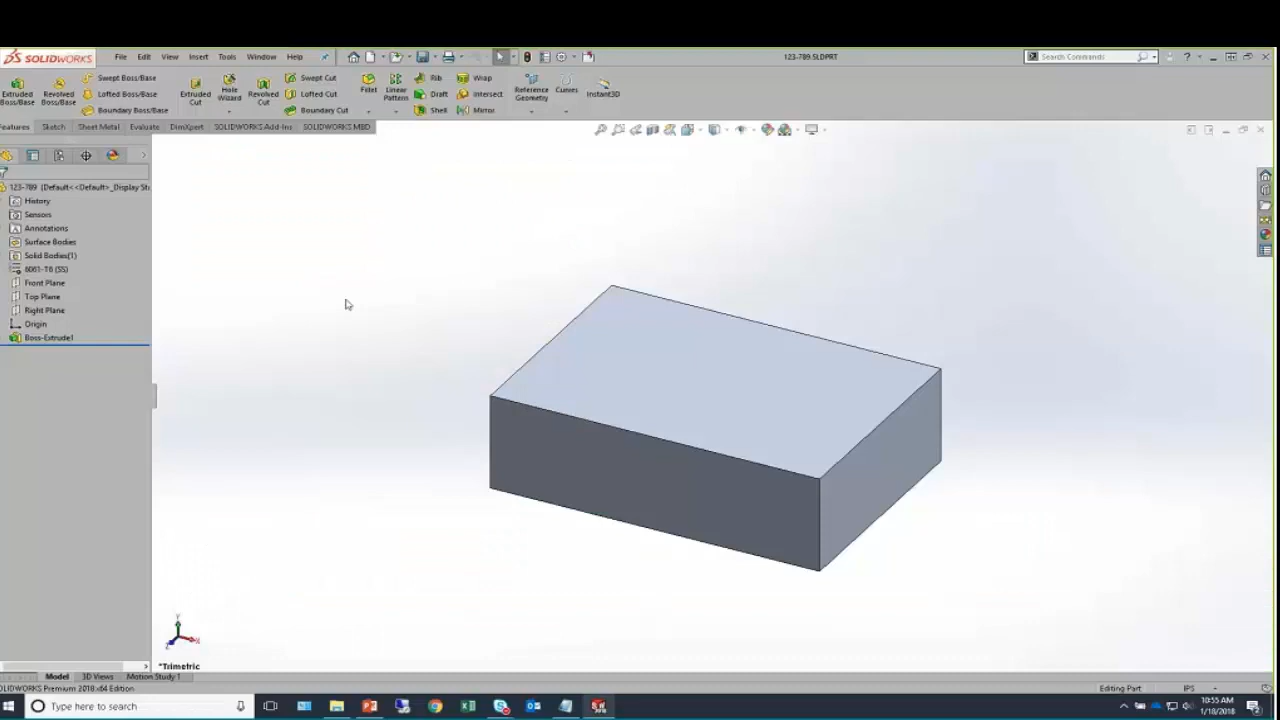 SOLIDWORKS File Edit View Insert Tools Window Help 123-789.SLDPRT Search Commands ?
Extruded Boss/Base Revolved Boss/Base Swept Boss/Base Lofted Boss/Base Boundary Boss/Base Extruded Cut Hole Wizard Revolved Cut Swept Cut Lofted Cut Boundary Cut Fillet Linear Pattern Rib Draft Shell Wrap Intersect Mirror Reference Geometry Curves Instant3D
Features Sketch Sheet Metal Evaluate DimXpert SOLIDWORKS Add-Ins SOLIDWORKS MBD
123-789 (Default<<Default>_Display St
History
Sensors
Annotations
Surface Bodies
Solid Bodies(1)
6061-T6 (SS)
Front Plane
Top Plane
Right Plane
Origin
Boss-Extrude1
Y
X
Z
*Trimetric
Model 3D Views Motion Study 1
OLIDWORKS Premium 2018 x64 Edition Editing Part IPS
Type here to search 10:55 AM
1/18/2018